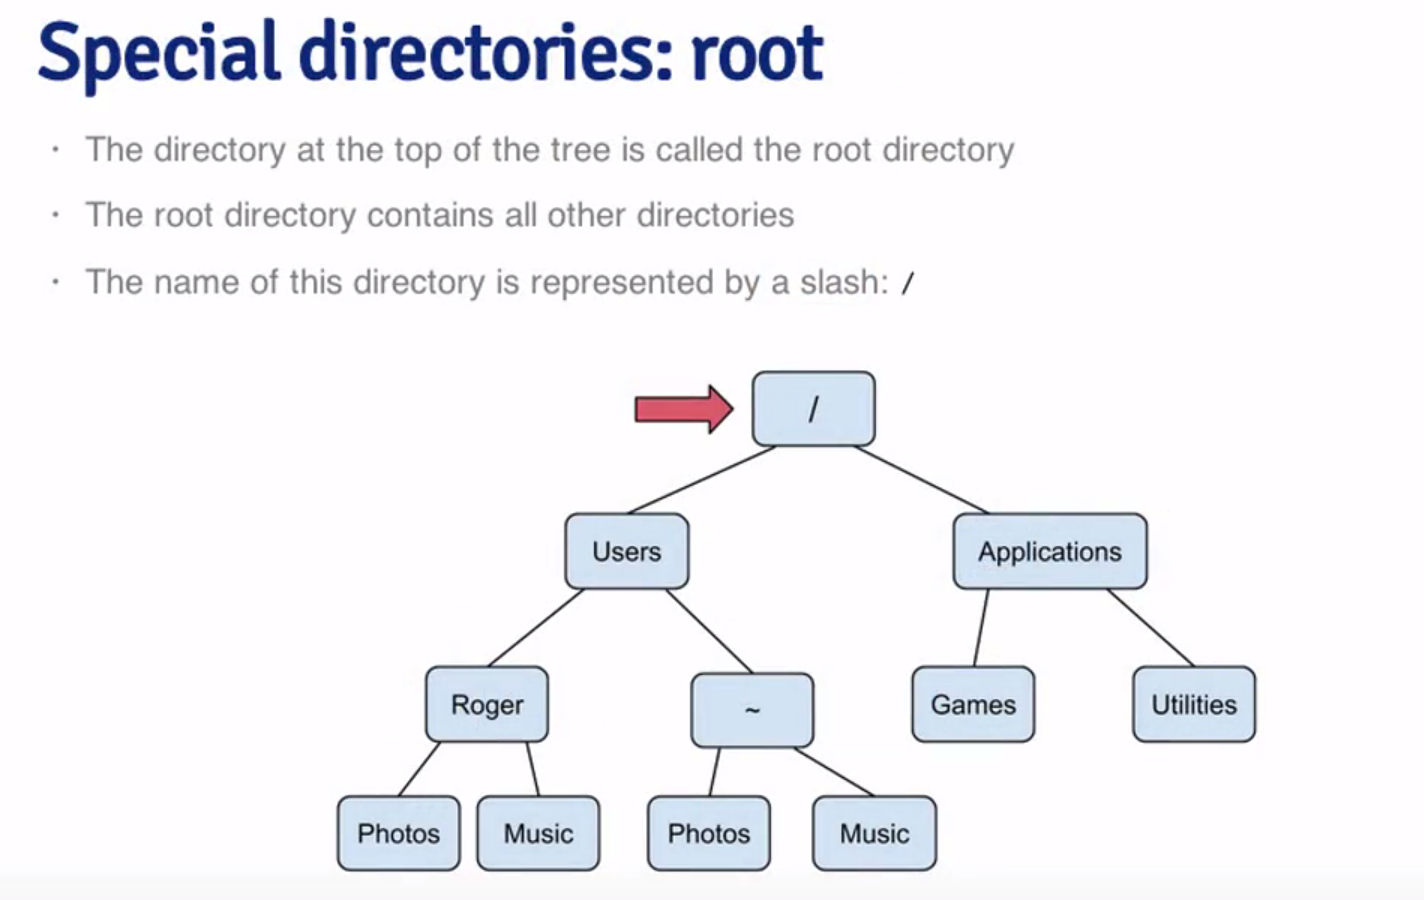 Special directories: root
· The directory at the top of the tree is called the root directory
· The root directory contains all other directories
· The name of this directory is represented by a slash: /
/
Users
Applications
Roger
~
Games
Utilities
Photos
Music
Photos
Music